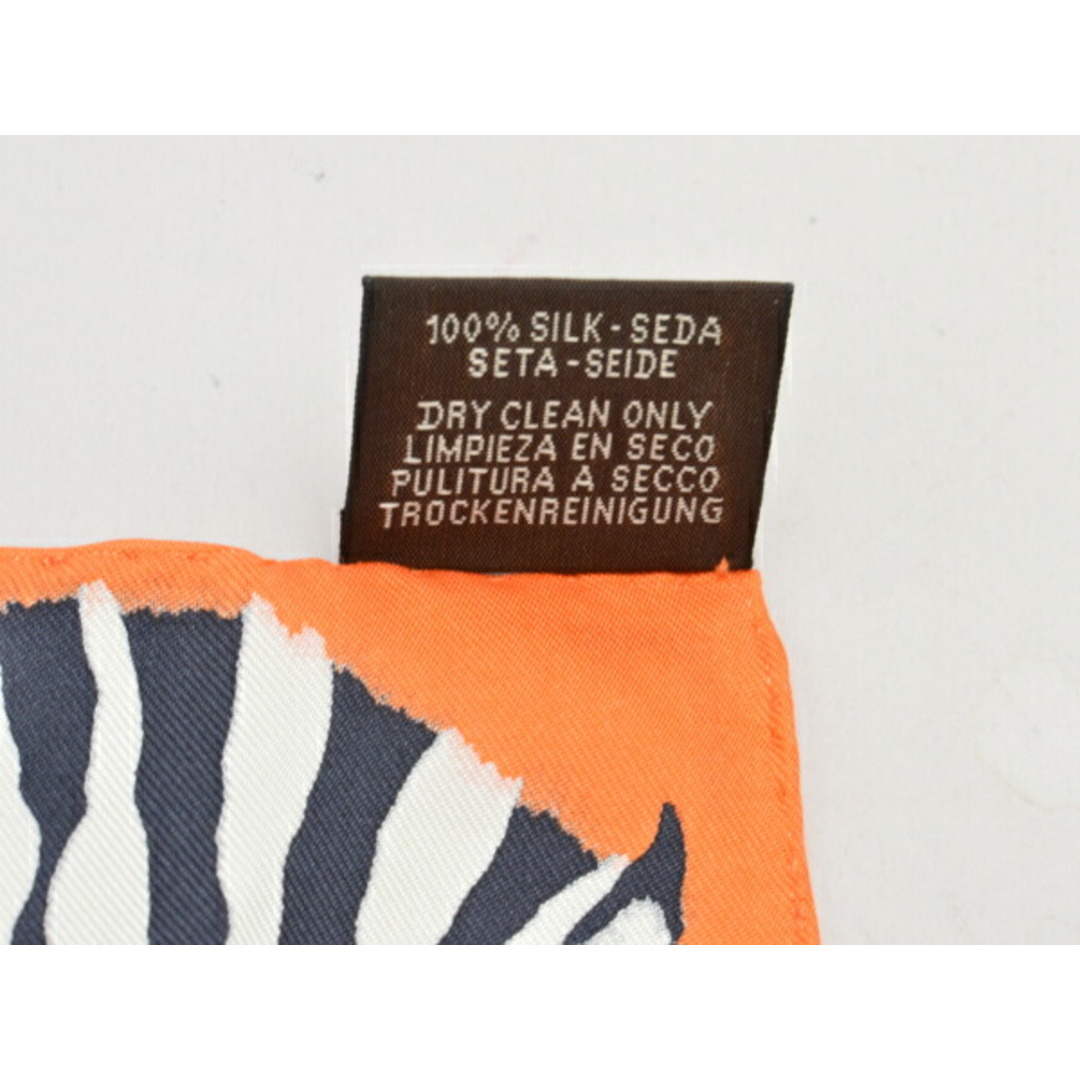 100% SILK - SEDA
SETA - SEIDE
DRY CLEAN ONLY
LIMPIEZA EN SECO
PULITURA A SECCO
TROCKENREINIGUNG